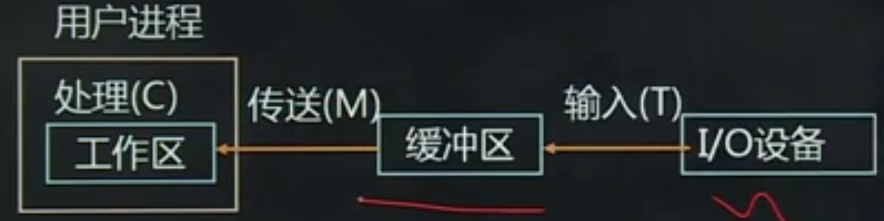 用户进程
处理(C)
传送(M)
输入(T)
工作区
缓冲区
I/O设备